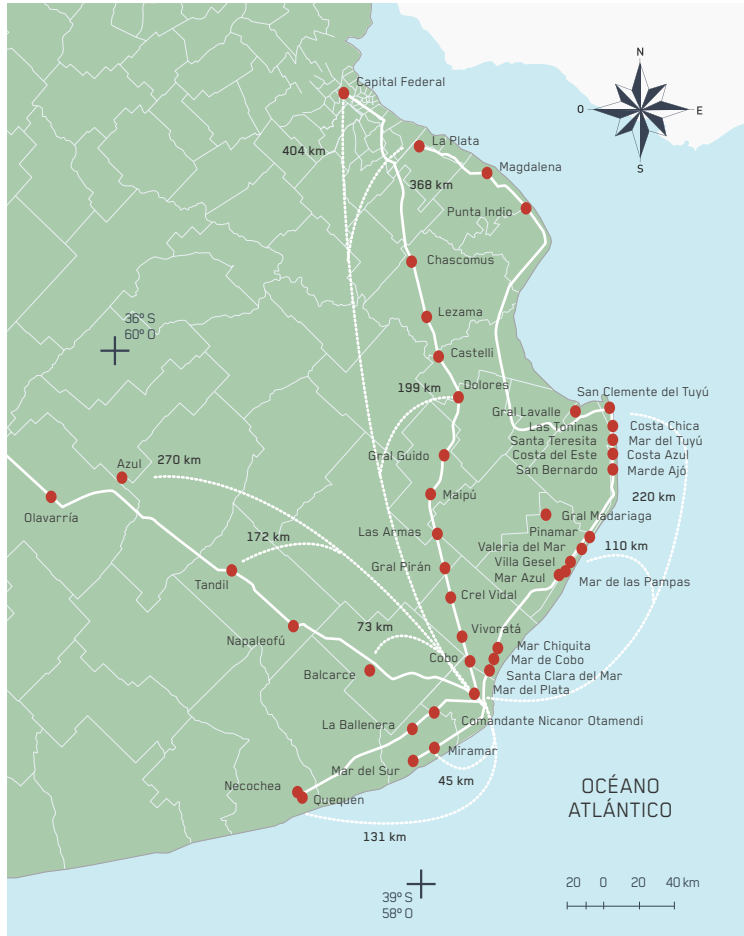 N
O
E
S
Capital Federal
404 km
La Plata
368 km
Magdalena
Punta Indio
Chascomus
36º S
60º O
Lezama
Castelli
Dolores
199 km
San Clemente del Tuyú
Gral Lavalle
Las Toninas
Costa Chica
Santa Teresita
Mar del Tuyú
Costa del Este
Costa Azul
San Bernardo
Marde Ajó
Gral Guido
Azul
270 km
Olavarría
Maipú
220 km
Gral Madariaga
Las Armas
Pinamar
172 km
Valeria del Mar
110 km
Villa Gesel
Gral Pirán
Mar Azul
Mar de las Pampas
Tandil
Crel Vidal
73 km
Vivoratá
Napaleofú
Mar Chiquita
Cobo
Mar de Cobo
Balcarce
Santa Clara del Mar
Mar del Plata
La Ballenera
Comandante Nicanor Otamendi
Miramar
Mar del Sur
45 km
Necochea
Quequen
OCÉANO
ATLÁNTICO
131 km
39º S
58º O
20 0 20 40 km